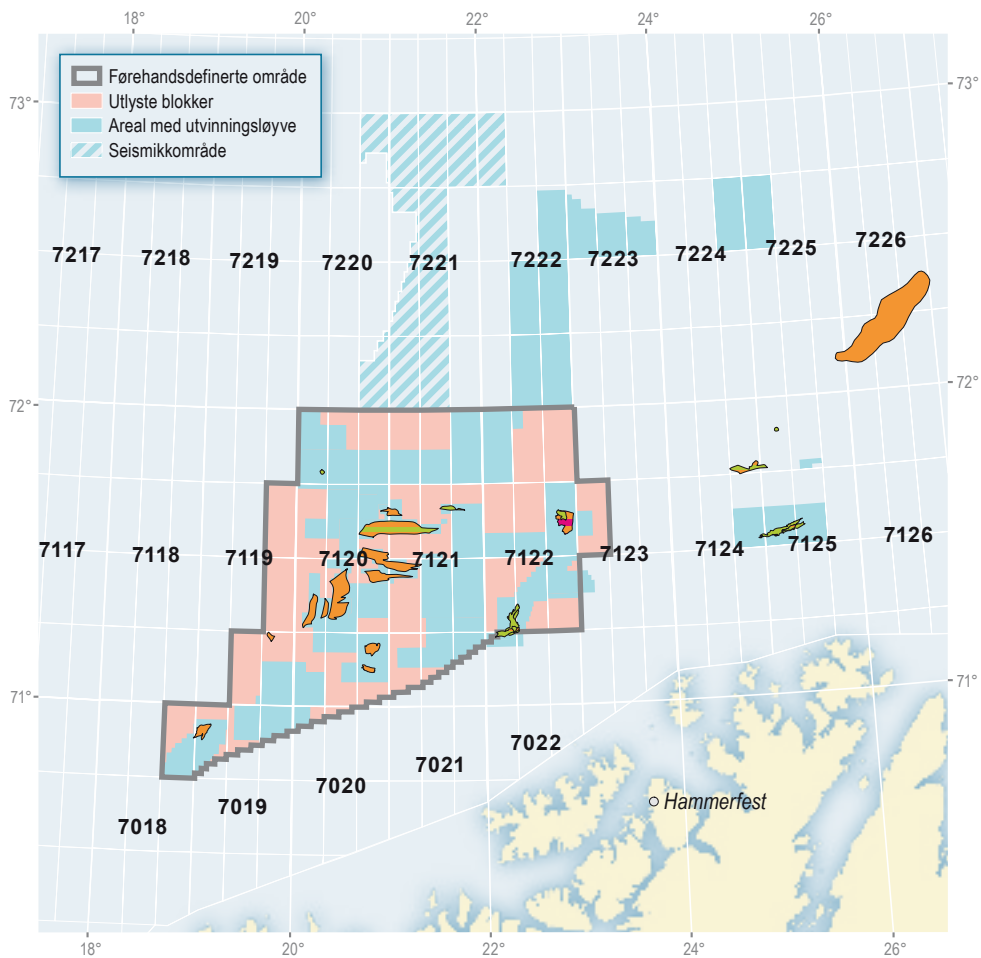 18° 20° 22° 24° 26°
Førehandsdefinerte område
Utlyste blokker
Areal med utvinningsløyve
Seismikkområde
73° 73°
7217 7218 7219 7220 7221 7222 7223 7224 7225 7226
72° 72°
7117 7118 7119 7120 7121 7122 7123 7124 7125 7126
71° 71°
7018 7019 7020 7021 7022
Hammerfest
18° 20° 22° 24° 26°